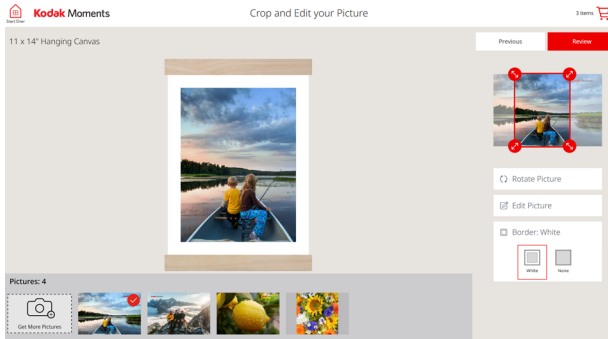 Start Over
Kodak Moments
Crop and Edit your Picture
3 items
11 x 14" Hanging Canvas
Previous
Review
Rotate Picture
Edit Picture
Border: White
White
None
Pictures: 4
Get More Pictures